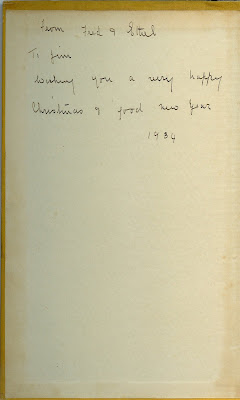 From Fred & Ethel
To Jim
Wishing you a very happy
Christmas & good new Year
1934